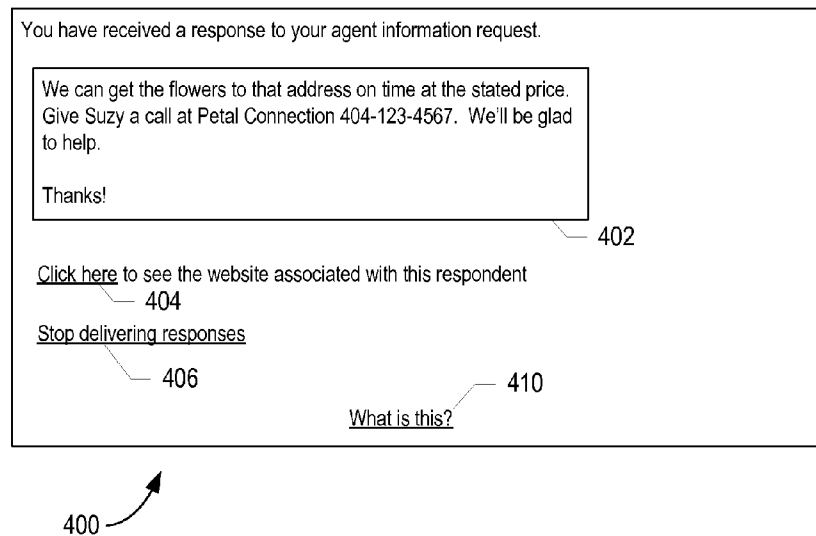 You have received a response to your agent information request.
We can get the flowers to that address on time at the stated price.
Give Suzy a call at Petal Connection 404-123-4567. We'll be glad
to help.
Thanks!
402
Click here to see the website associated with this respondent
404
Stop delivering responses
406
410
What is this?
400